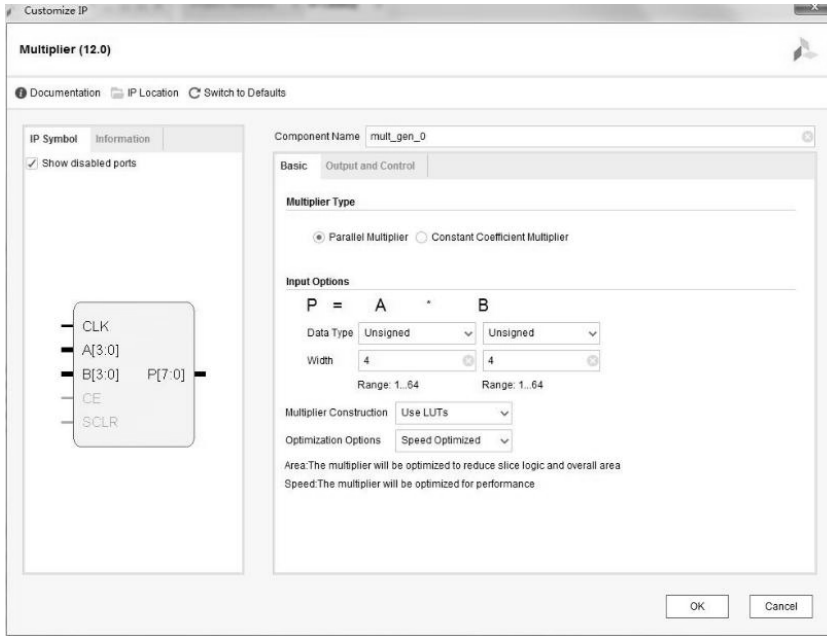 Customize IP
Multiplier (12.0)
Documentation IP Location Switch to Defaults
IP Symbol Information
Show disabled ports
CLK
A[3:0]
B[3:0] P[7:0]
CE
SCLR
Component Name mult_gen_0
Basic Output and Control
Multiplier Type
Parallel Multiplier Constant Coefficient Multiplier
Input Options
P = A * B
Data Type Unsigned Unsigned
Width 4 4
Range: 1...64 Range: 1...64
Multiplier Construction Use LUTs
Optimization Options Speed Optimized
Area:The multiplier will be optimized to reduce slice logic and overall area
Speed:The multiplier will be optimized for performance
OK Cancel